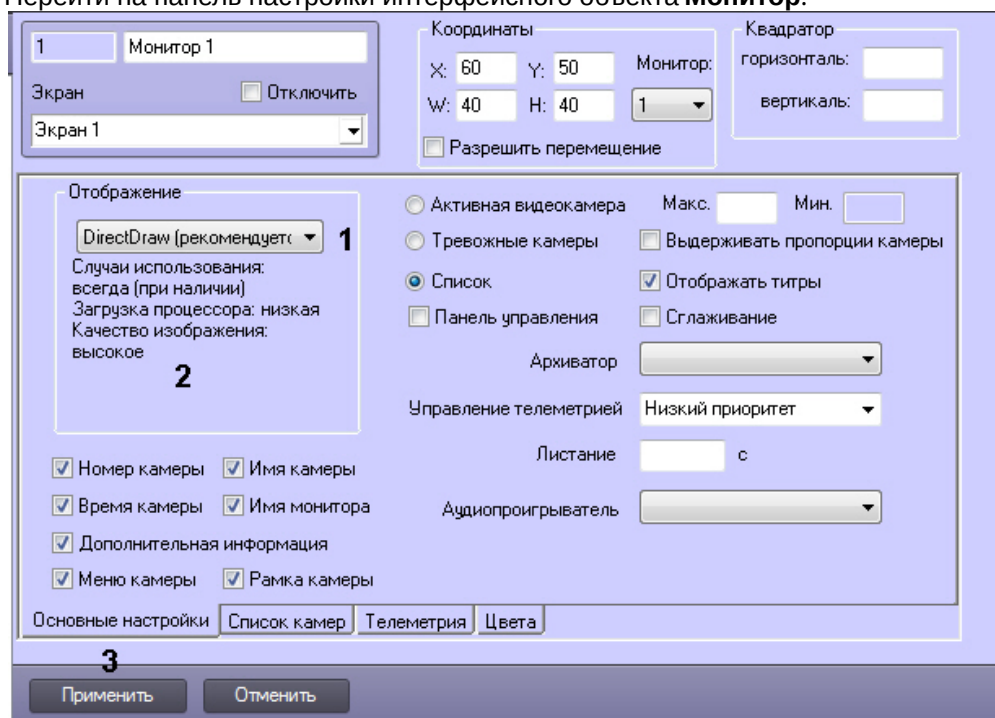 Перейти на панель настройки интерфейсного объекта Монитор.
1 Монитор 1
Экран Отключить
Экран 1
Координаты
X: 60 Y: 50 Монитор:
W: 40 H: 40 1
Разрешить перемещение
Квадратор
горизонталь:
вертикаль:
Отображение
DirectDraw (рекомендуетс 1
Случаи использования:
всегда (при наличии)
Загрузка процессора: низкая
Качество изображения:
высокое
2
Номер камеры Имя камеры
Время камеры Имя монитора
Дополнительная информация
Меню камеры Рамка камеры
Активная видеокамера Макс. Мин.
Тревожные камеры Выдерживать пропорции камеры
Список Отображать титры
Панель управления Сглаживание
Архиватор
Управление телеметрией Низкий приоритет
Листание с
Аудиопроигрыватель
Основные настройки Список камер Телеметрия Цвета
3
Применить Отменить